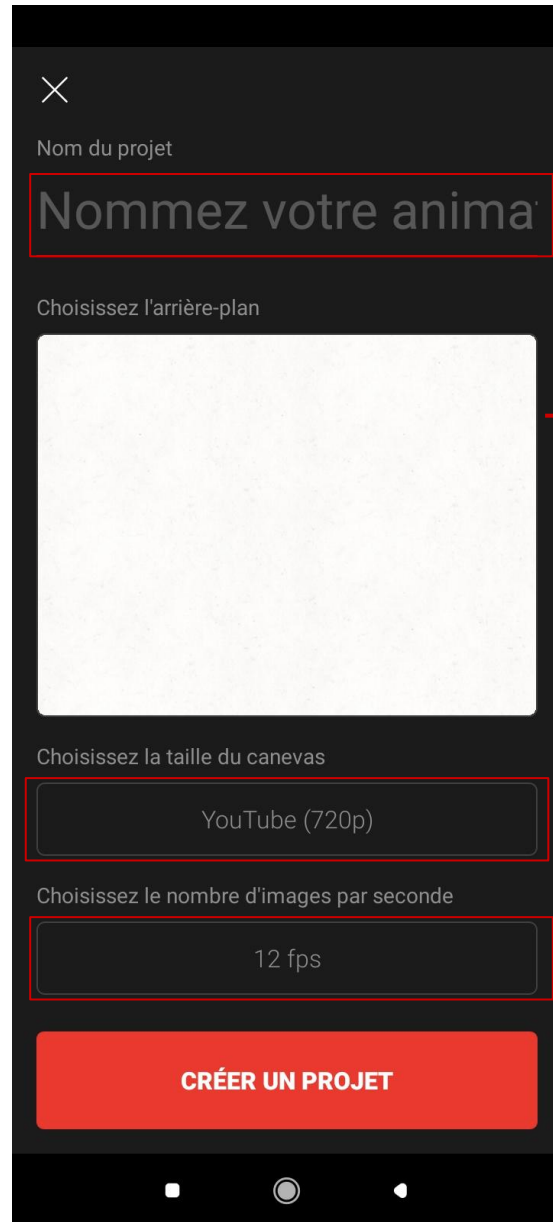 Nom du projet
Nommez votre anima
Choisissez l'arrière-plan
Choisissez la taille du canevas
YouTube (720p)
Choisissez le nombre d'images par seconde
12 fps
CRÉER UN PROJET